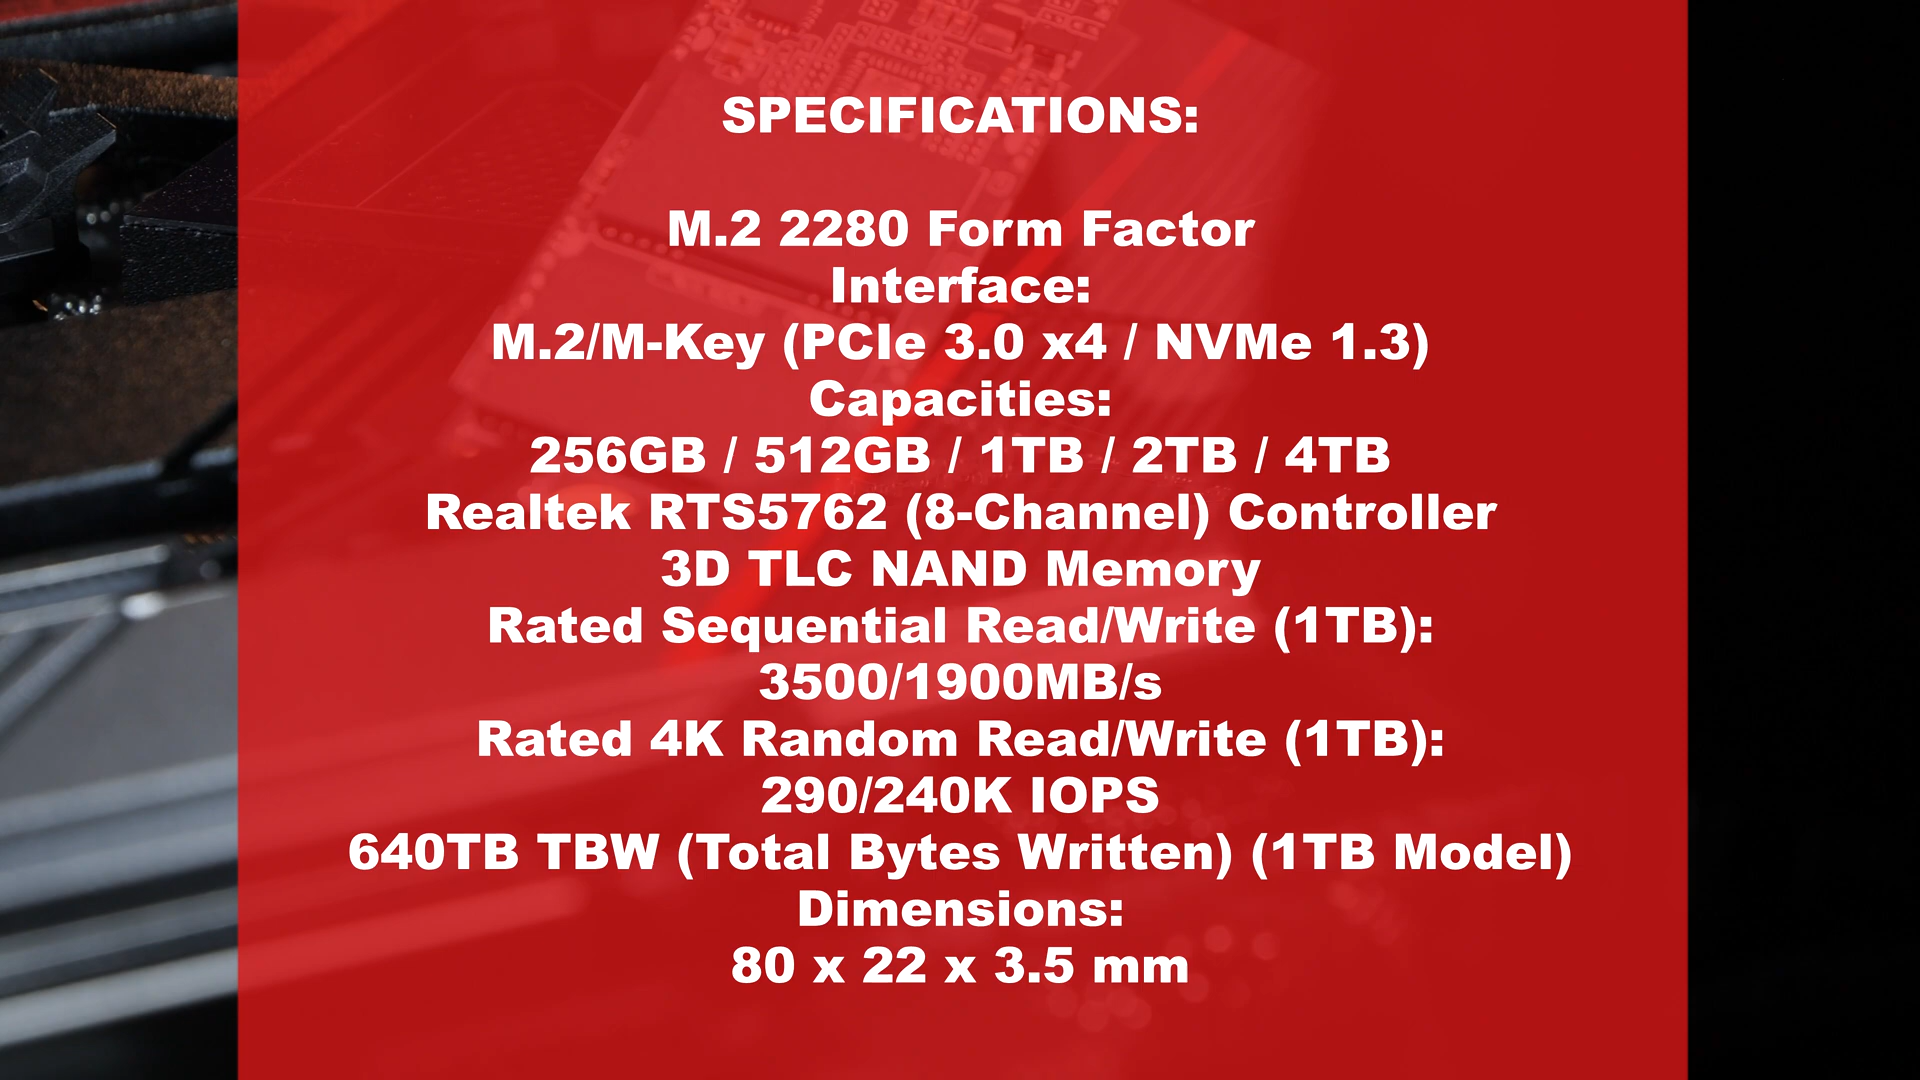 SPECIFICATIONS:
M.2 2280 Form Factor
Interface:
M.2/M-Key (PCIe 3.0 x4 / NVMe 1.3)
Capacities:
256GB / 512GB / 1TB / 2TB / 4TB
Realtek RTS5762 (8-Channel) Controller
3D TLC NAND Memory
Rated Sequential Read/Write (1TB):
3500/1900MB/s
Rated 4K Random Read/Write (1TB):
290/240K IOPS
640TB TBW (Total Bytes Written) (1TB Model)
Dimensions:
80 x 22 x 3.5 mm